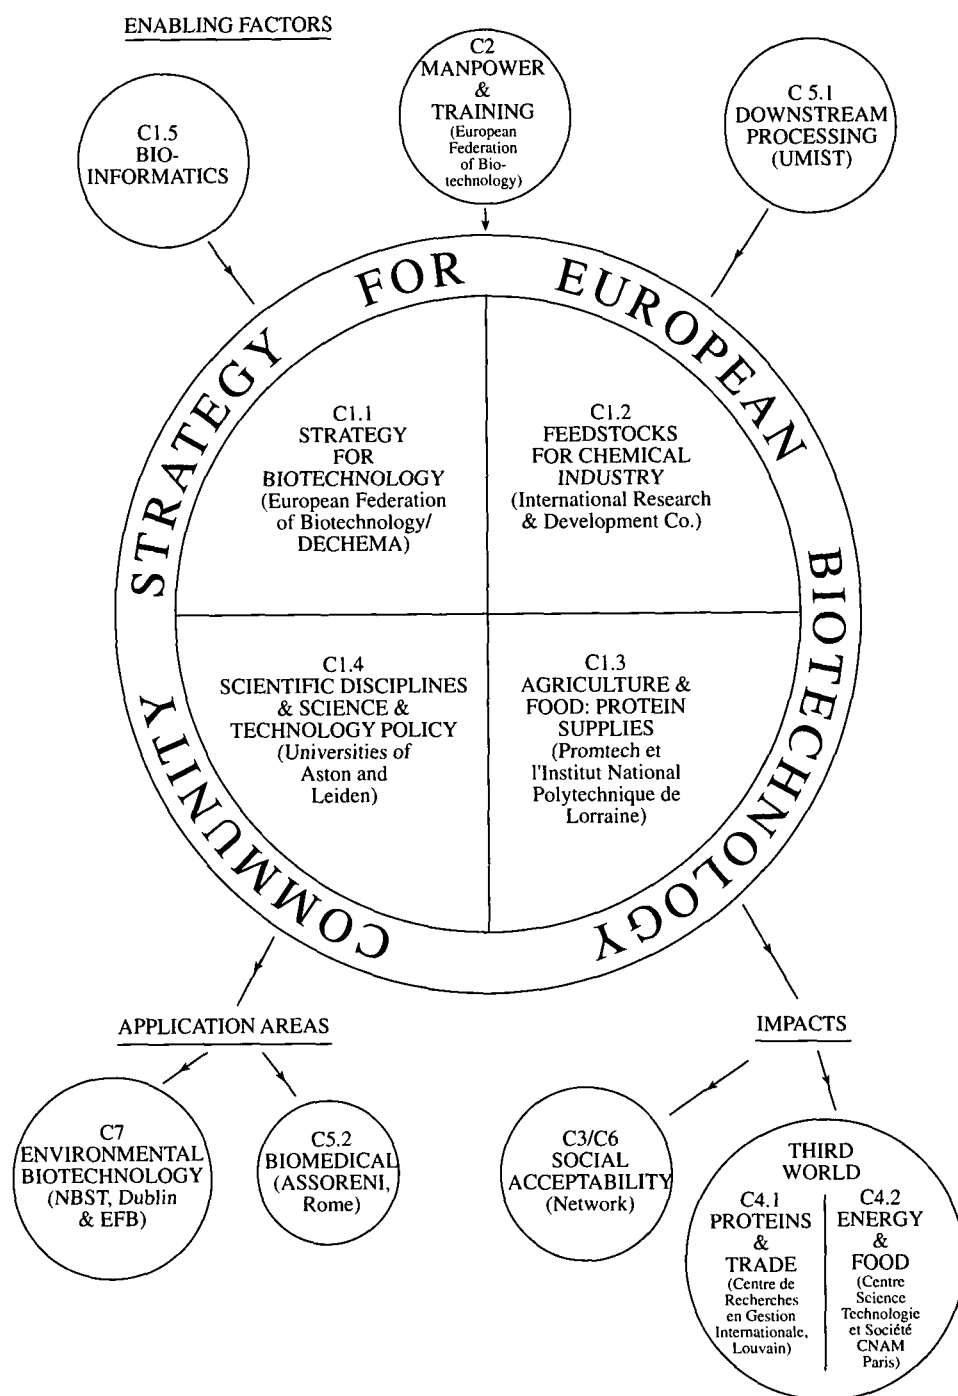 ENABLING FACTORS
C1.5
BIO-
INFORMATICS
C2
MANPOWER
&
TRAINING
(European
Federation
of Bio-
technology)
C 5.1
DOWNSTREAM
PROCESSING
(UMIST)
COMMUNITY STRATEGY FOR EUROPEAN BIOTECHNOLOGY
C1.1
STRATEGY
FOR
BIOTECHNOLOGY
(European Federation
of Biotechnology/
DECHEMA)
C1.2
FEEDSTOCKS
FOR CHEMICAL
INDUSTRY
(International Research
& Development Co.)
C1.4
SCIENTIFIC DISCIPLINES
& SCIENCE &
TECHNOLOGY POLICY
(Universities of
Aston and
Leiden)
C1.3
AGRICULTURE &
FOOD: PROTEIN
SUPPLIES
(Promtech et
l'Institut National
Polytechnique de
Lorraine)
APPLICATION AREAS
C7
ENVIRONMENTAL
BIOTECHNOLOGY
(NBST, Dublin
& EFB)
C5.2
BIOMEDICAL
(ASSORENI,
Rome)
IMPACTS
C3/C6
SOCIAL
ACCEPTABILITY
(Network)
THIRD
WORLD
C4.1
PROTEINS
&
TRADE
(Centre de
Recherches
en Gestion
Internationale,
Louvain)
C4.2
ENERGY
&
FOOD
(Centre
Science
Technologie
et Société
CNAM
Paris)